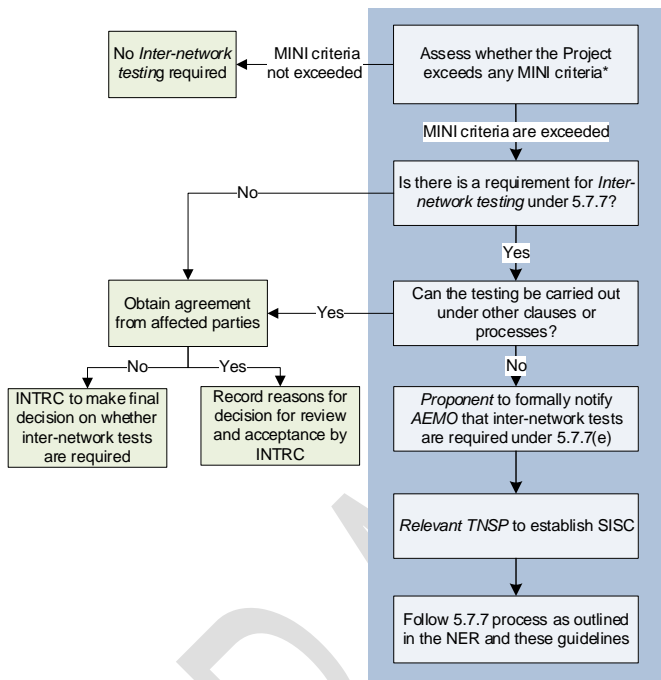 No Inter-network
testing required
MINI criteria
not exceeded
Assess whether the Project
exceeds any MINI criteria*
MINI criteria are exceeded
Is there is a requirement for Inter-
network testing under 5.7.7?
No
Yes
Obtain agreement
from affected parties
Yes
Can the testing be carried out
under other clauses or
processes?
No
Yes
No
INTRC to make final
decision on whether
inter-network tests
are required
Record reasons for
decision for review
and acceptance by
INTRC
Proponent to formally notify
AEMO that inter-network tests
are required under 5.7.7(e)
Relevant TNSP to establish SISC
Follow 5.7.7 process as outlined
in the NER and these guidelines